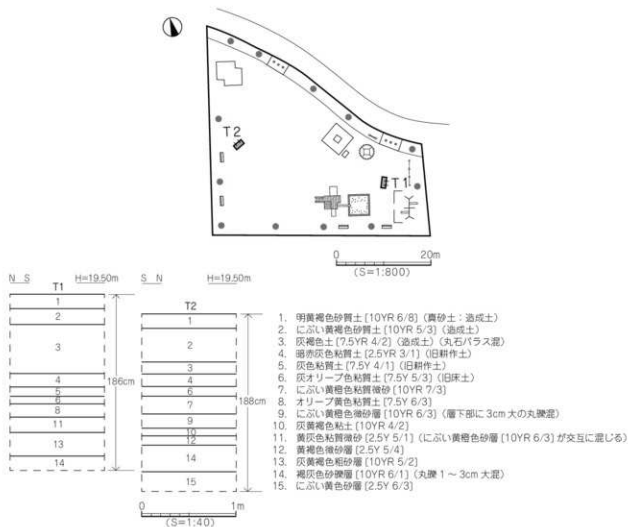 T2
T1
0 20m
(S=1:800)
N S H=19.50m
T1
1
2
3
4
5
6
8
11
13
14
186cm
S N H=19.50m
T2
1
2
3
4
6
7
9
10
12
14
15
188cm
0 1m
(S=1:40)
1. 明黄褐色砂質土 [10YR 6/8] (真砂土：造成土)
2. にぶい黄褐色砂質土 [10YR 5/3] (造成土)
3. 灰褐色土 [7.5YR 4/2] (造成土) (丸石バラス混)
4. 暗赤灰色粘質土 [2.5YR 3/1] (旧耕作土)
5. 灰色粘質土 [7.5Y 4/1] (旧耕作土)
6. 灰オリーブ色粘質土 [7.5Y 5/3] (旧床土)
7. にぶい黄橙色粘質微砂 [10YR 7/3]
8. オリーブ黄色粘質土 [7.5Y 6/3]
9. にぶい黄橙色微砂層 [10YR 6/3] (層下部に 3cm 大の丸礫混)
10. 灰黄褐色粘土 [10YR 4/2]
11. 黄灰色粘質微砂 [2.5Y 5/1] (にぶい黄橙色砂層 [10YR 6/3] が交互に混じる)
12. 黄褐色微砂層 [2.5Y 5/4]
13. 灰黄褐色粗砂層 [10YR 5/2]
14. 褐灰色砂礫層 [10YR 6/1] (丸礫 1 ～ 3cm 大混)
15. にぶい黄色砂層 [2.5Y 6/3]